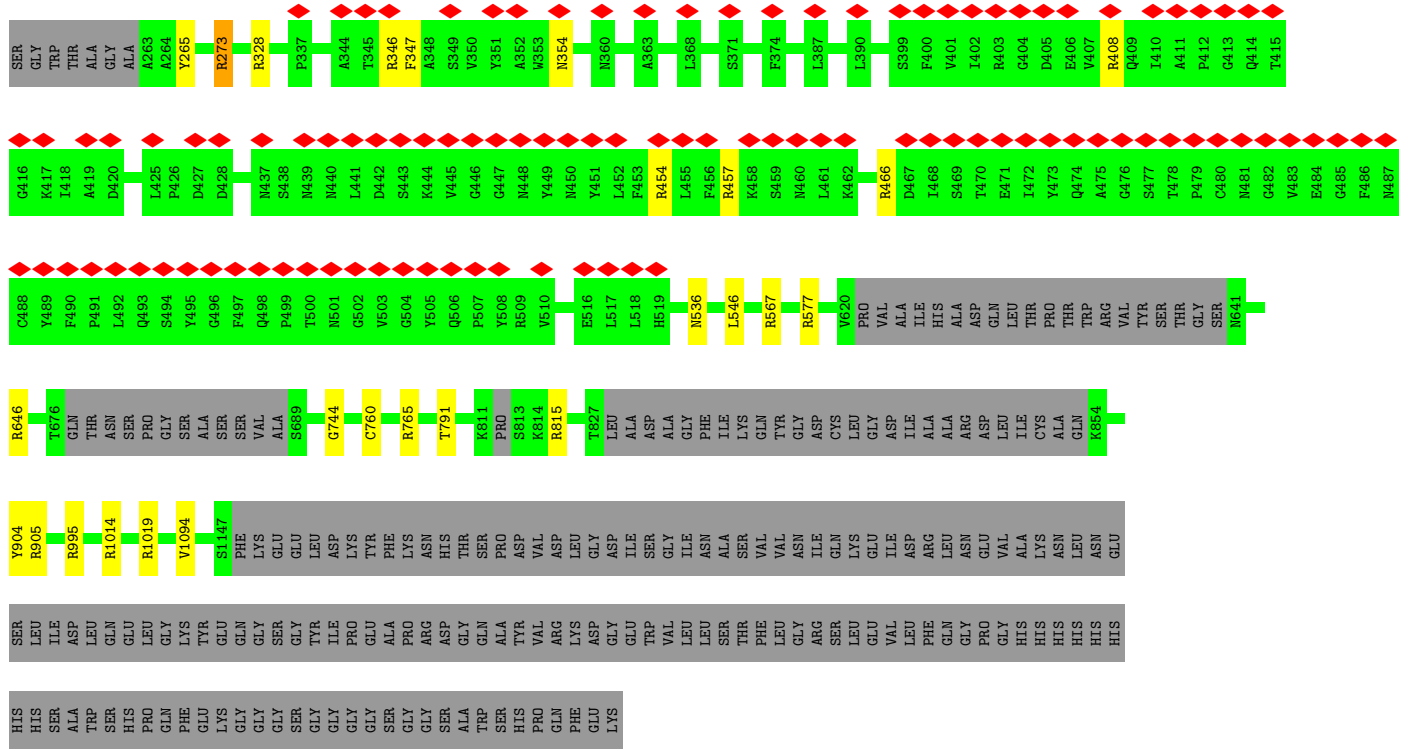 SER GLY TRP THR ALA GLY ALA A263 A264 Y265 R273 R328 P337 A344 T345 R346 F347 A348 S349 V350 Y351 A352 W353 N354 N360 A363 L368 S371 F374 L387 L390 S399 F400 V401 I402 R403 G404 D405 E406 V407 R408 Q409 I410 A411 P412 G413 Q414 T415
G416 K417 I418 A419 D420 L425 P426 D427 D428 N437 S438 N439 N440 L441 D442 S443 K444 V445 G446 G447 N448 Y449 N450 Y451 L452 F453 R454 L455 F456 R457 K458 S459 N460 L461 K462 R466 D467 I468 S469 T470 E471 I472 Y473 Q474 A475 G476 S477 T478 P479 C480 N481 G482 V483 E484 G485 F486 N487
C488 Y489 F490 P491 L492 Q493 S494 Y495 G496 F497 Q498 P499 T500 N501 G502 V503 G504 Y505 Q506 P507 Y508 R509 V510 E516 L517 L518 H519 N536 L546 R567 R577 V620 PRO VAL ALA ILE HIS ALA ASP GLN LEU THR PRO THR TRP ARG VAL TYR SER THR GLY SER N641
R646 T676 GLN THR ASN SER PRO GLY SER ALA SER SER VAL ALA S689 G744 C760 R765 T791 K811 PRO S813 K814 R815 T827 LEU ALA ASP ALA GLY PHE ILE LYS GLN TYR GLY ASP CYS LEU GLY ASP ILE ALA ALA ARG ASP LEU ILE CYS ALA GLN K854
Y904 R905 R995 R1014 R1019 V1094 S1147 PHE LYS GLU GLU LEU ASP LYS TYR PHE LYS ASN HIS THR SER PRO ASP VAL ASP LEU GLY ASP ILE SER GLY ILE ASN ALA SER VAL VAL ASN ILE GLN LYS GLU ILE ASP ARG LEU ASN GLU VAL ALA LYS ASN LEU ASN GLU
SER LEU ILE ASP LEU GLN GLU LEU GLY LYS TYR GLU GLN GLY SER GLY TYR ILE PRO GLU ALA PRO ARG ASP GLY GLN ALA TYR VAL ARG LYS ASP GLY GLU TRP VAL LEU LEU SER THR PHE LEU GLY ARG SER LEU GLU VAL LEU PHE GLN GLY PRO GLY HIS HIS HIS HIS HIS HIS
HIS HIS SER ALA TRP SER HIS PRO GLN PHE GLU LYS GLY GLY GLY SER GLY GLY GLY GLY SER GLY GLY SER ALA TRP SER HIS PRO GLN PHE GLU LYS